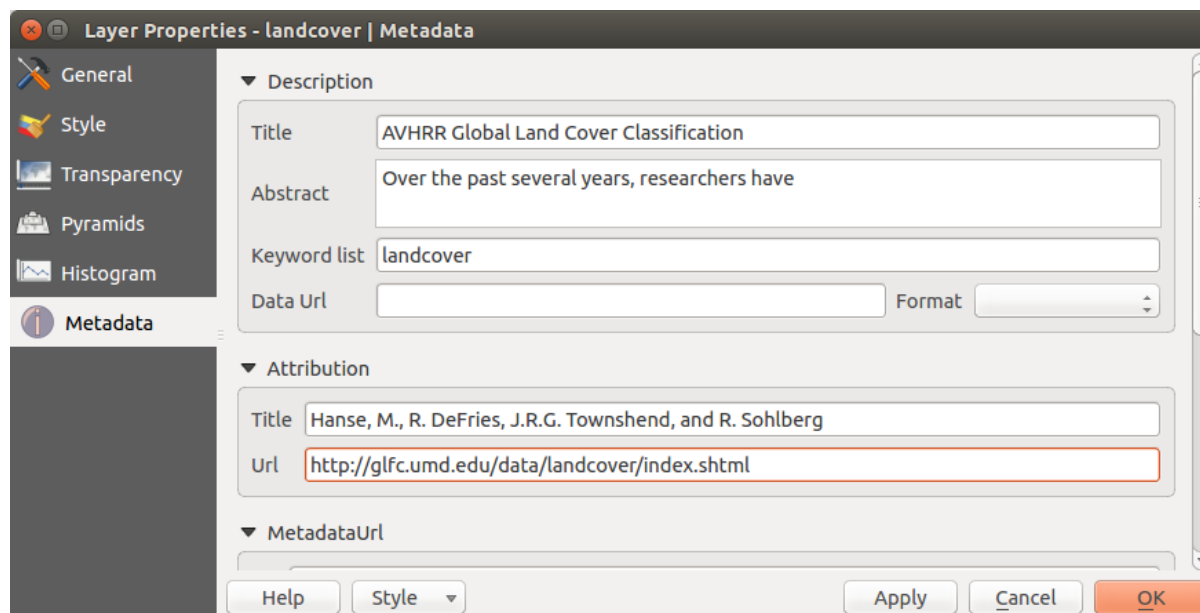 Layer Properties - landcover | Metadata
General
Style
Transparency
Pyramids
Histogram
Metadata
Description
Title AVHRR Global Land Cover Classification
Abstract Over the past several years, researchers have
Keyword list landcover
Data Url Format
Attribution
Title Hanse, M., R. DeFries, J.R.G. Townshend, and R. Sohlberg
Url http://glfc.umd.edu/data/landcover/index.shtml
MetadataUrl
Help Style Apply Cancel OK